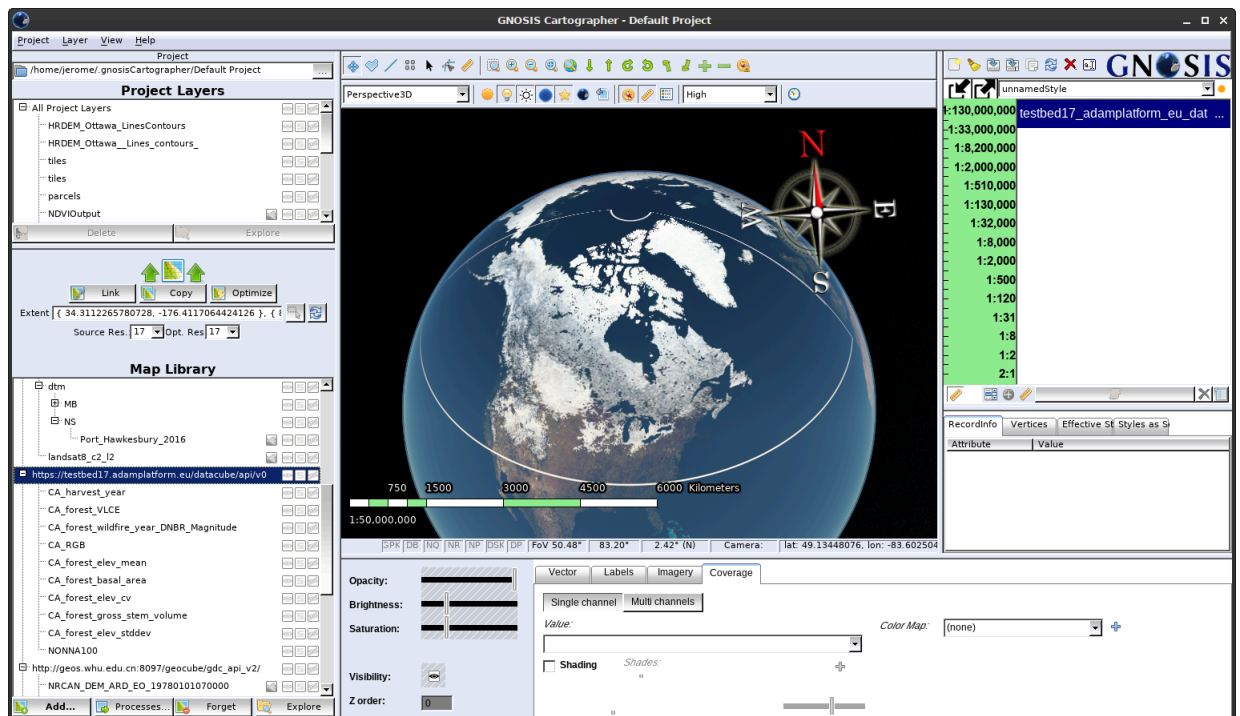 GNOSIS Cartographer - Default Project
Project Layer View Help
Project
/home/jerome/.gnosisCartographer/Default Project ...
Project Layers
All Project Layers
HRDEM_Ottawa_LinesContours
HRDEM_Ottawa__Lines_contours_
tiles
tiles
parcels
NDVIOutput
Delete Explore
Link Copy Optimize
Extent { 34.3112265780728, -176.4117064424126 }, { 8
Source Res.: 17 Opt. Res 17
Map Library
dtm
MB
NS
Port_Hawkesbury_2016
landsat8_c2_l2
https://testbed17.adamplatform.eu/datacube/api/v0
CA_harvest_year
CA_forest_VLCE
CA_forest_wildfire_year_DNBR_Magnitude
CA_RGB
CA_forest_elev_mean
CA_forest_basal_area
CA_forest_elev_cv
CA_forest_gross_stem_volume
CA_forest_elev_stddev
NONNA100
http://geos.whu.edu.cn:8097/geocube/gdc_api_v2/
NRCAN_DEM_ARD_EO_19780101070000
Add... Processes... Forget Explore
Perspective3D High
N
W E
S
750 1500 3000 4500 6000 Kilometers
1:50,000,000
GPK DB NQ NR NP DSK DP FoV 50.48° 83.20° 2.42° (N) Camera: lat: 49.13448076, lon: -83.602504
GNOSIS
unnamedStyle
1:130,000,000 testbed17_adamplatform_eu_dat ...
1:33,000,000
1:8,200,000
1:2,000,000
1:510,000
1:130,000
1:32,000
1:8,000
1:2,000
1:500
1:120
1:31
1:8
1:2
2:1
RecordInfo Vertices Effective St Styles as S
Attribute Value
Opacity:
Brightness:
Saturation:
Visibility:
Z order: 0
Vector Labels Imagery Coverage
Single channel Multi channels
Value: Color Map: (none)
Shading Shades: